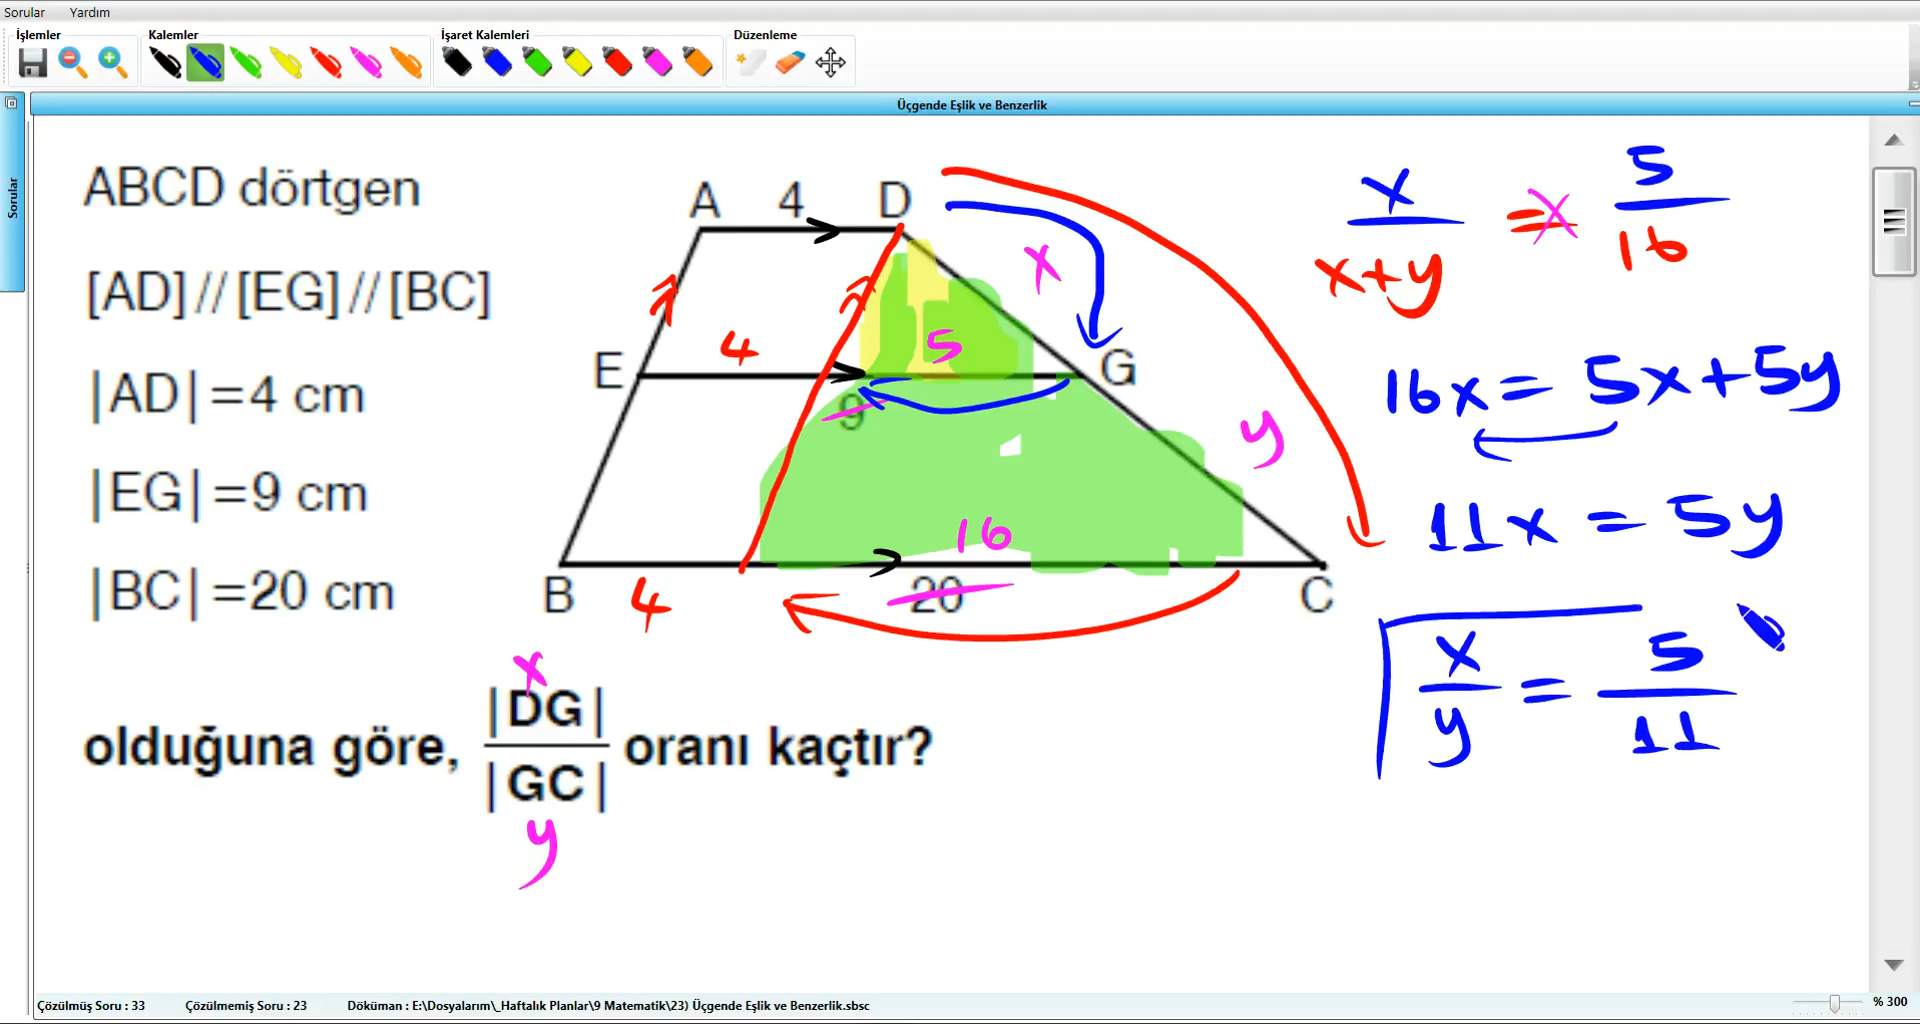 Sorular Yardım
İşlemler Kalemler İşaret Kalemleri Düzenleme
Üçgende Eşlik ve Benzerlik
Sorular
ABCD dörtgen
[AD] // [EG] // [BC]
|AD| =4 cm
|EG| =9 cm
|BC| =20 cm
A 4 D
x
4 5
E G
9
y
16
B 4 20 C
x
olduğuna göre, |DG| / |GC| oranı kaçtır?
y
x / x+y = x 5 / 16
16x = 5x+5y
11x = 5y
x / y = 5 / 11
Çözülmüş Soru : 33 Çözülmemiş Soru : 23 Döküman : E:\Dosyalarım\_Haftalık Planlar\9 Matematik\23) Üçgende Eşlik ve Benzerlik.sbsc % 300